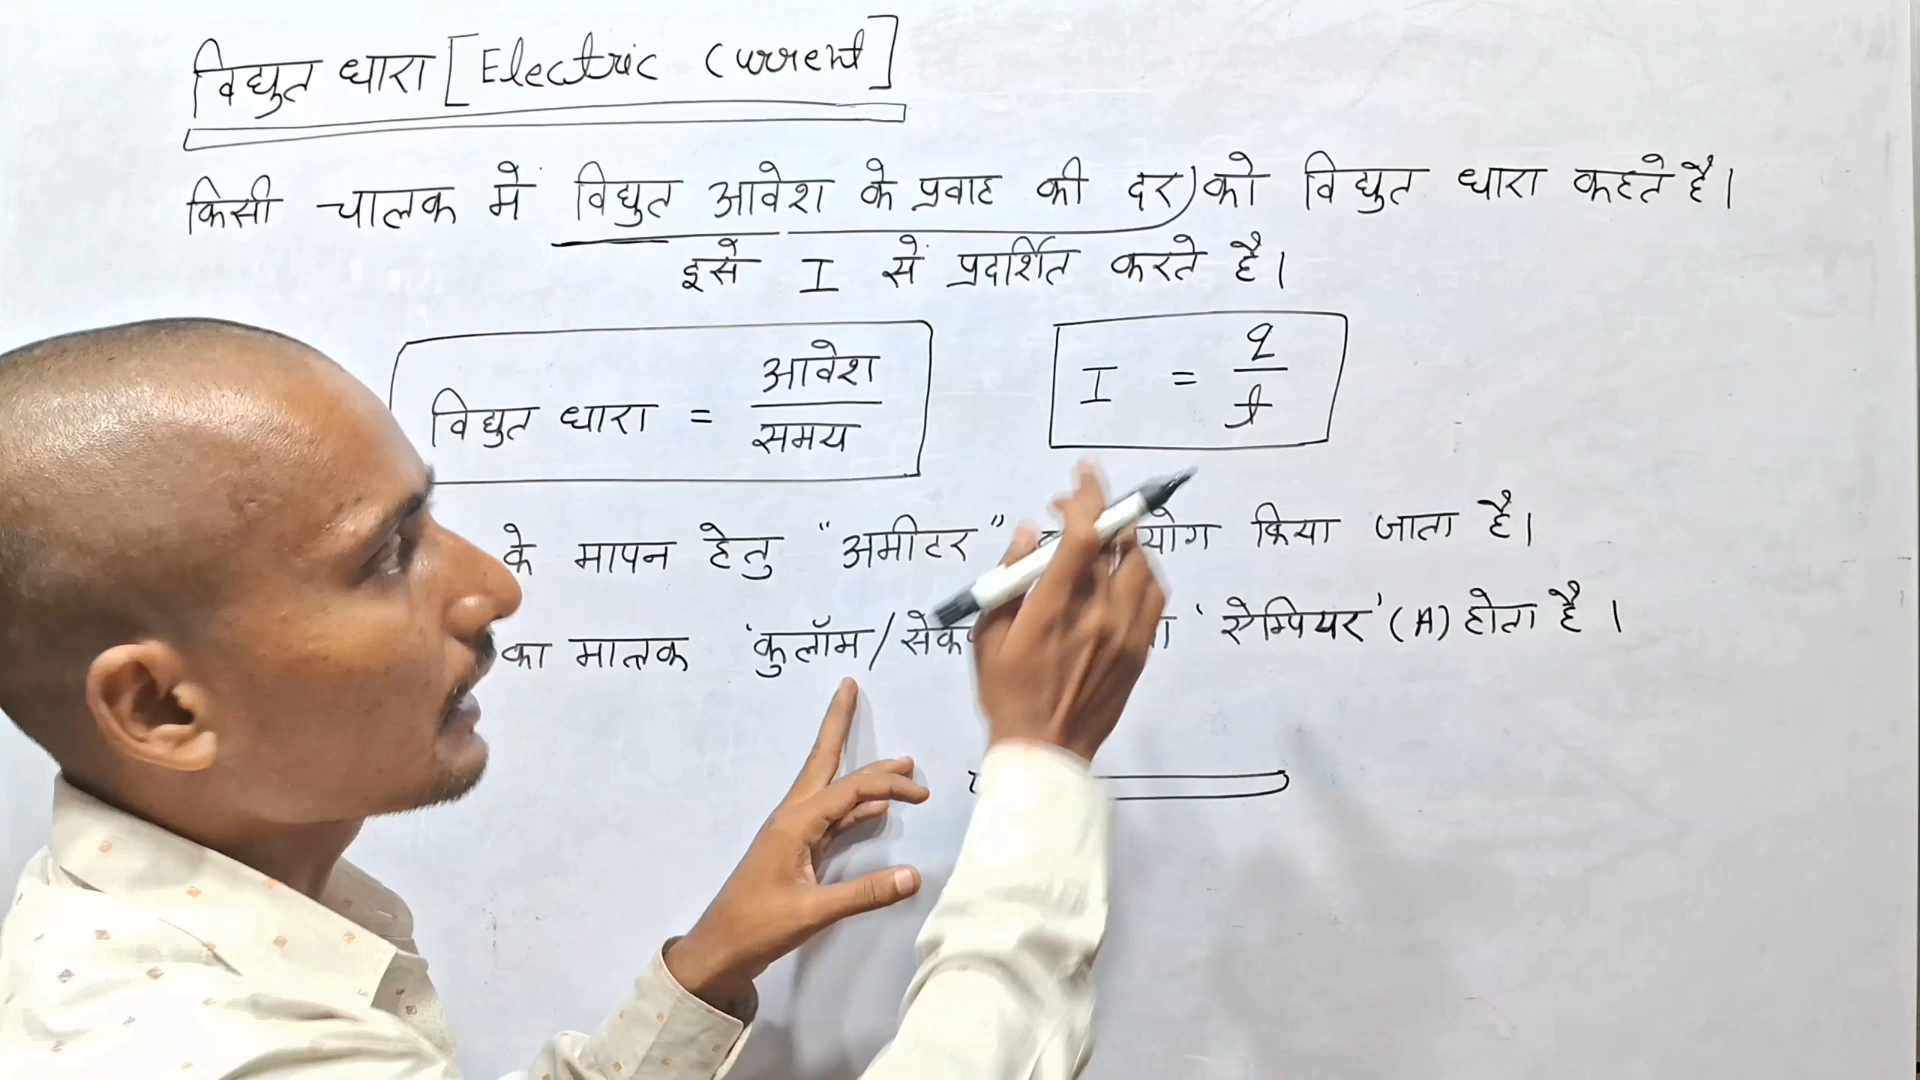 विद्युत धारा [Electric Current]
किसी चालक में विद्युत आवेश के प्रवाह की दर) को विद्युत धारा कहते है।
इसे I से प्रदर्शित करते है।
विद्युत धारा = आवेश / समय
I = q / t
के मापन हेतु "अमीटर" किया जाता है।
का मात्रक 'कुलॉम/ 'ऐम्पियर' (A) होता है।